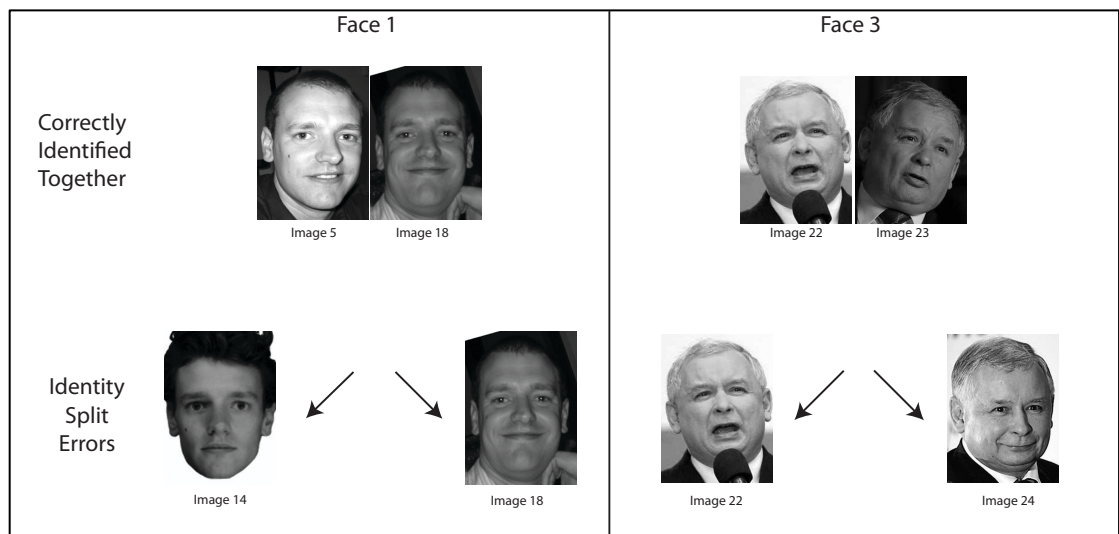 Face 1
Face 3
Correctly
Identified
Together
Image 5
Image 18
Image 22
Image 23
Identity
Split
Errors
Image 14
Image 18
Image 22
Image 24